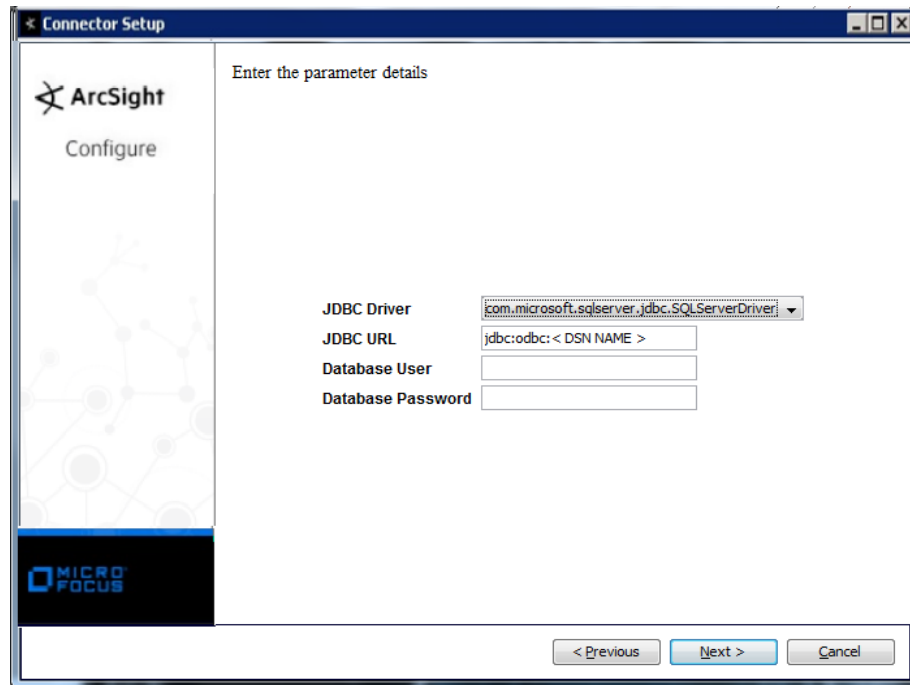 Connector Setup
ArcSight
Configure
Enter the parameter details
JDBC Driver com.microsoft.sqlserver.jdbc.SQLServerDriver
JDBC URL jdbc:odbc:< DSN NAME >
Database User
Database Password
MICRO
FOCUS
< Previous Next > Cancel